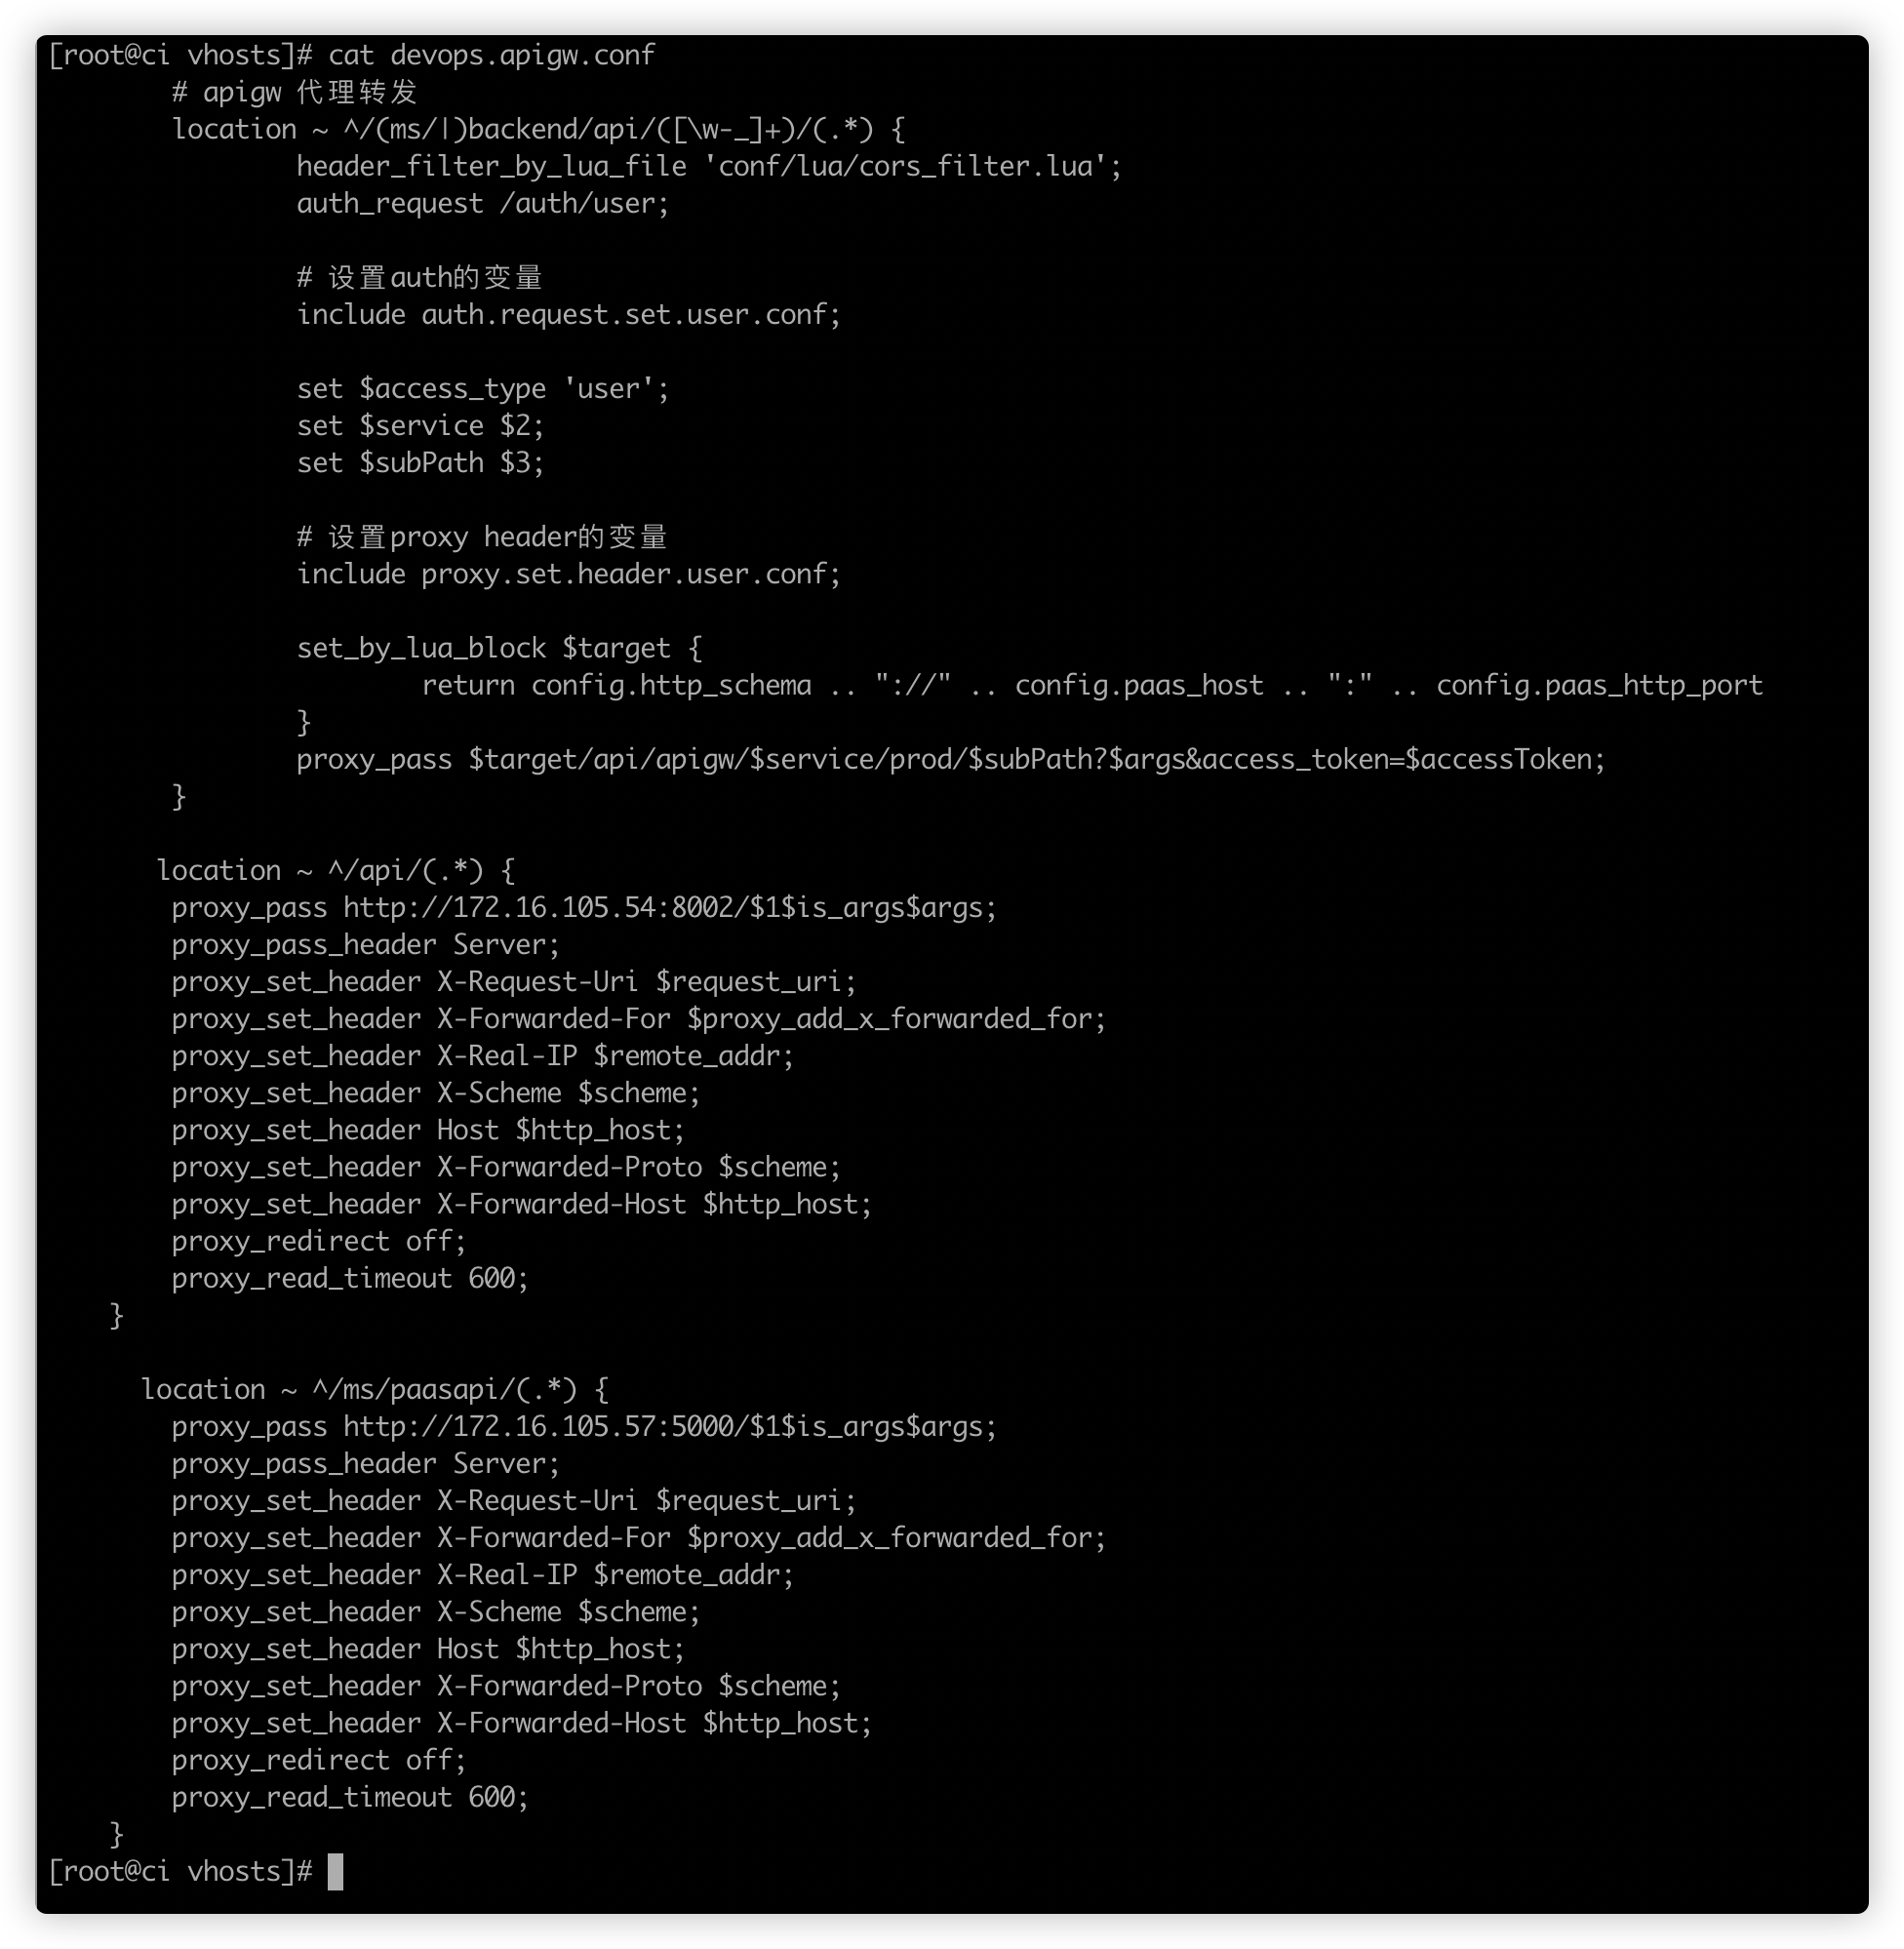 [root@ci vhosts]# cat devops.apigw.conf
# apigw 代理转发
location ~ ^/(ms/|)backend/api/([\w-_]+)/(.*) {
header_filter_by_lua_file 'conf/lua/cors_filter.lua';
auth_request /auth/user;
# 设置auth的变量
include auth.request.set.user.conf;
set $access_type 'user';
set $service $2;
set $subPath $3;
# 设置proxy header的变量
include proxy.set.header.user.conf;
set_by_lua_block $target {
return config.http_schema .. "://" .. config.paas_host .. ":" .. config.paas_http_port
}
proxy_pass $target/api/apigw/$service/prod/$subPath?$args&access_token=$accessToken;
}
location ~ ^/api/(.*) {
proxy_pass http://172.16.105.54:8002/$1$is_args$args;
proxy_pass_header Server;
proxy_set_header X-Request-Uri $request_uri;
proxy_set_header X-Forwarded-For $proxy_add_x_forwarded_for;
proxy_set_header X-Real-IP $remote_addr;
proxy_set_header X-Scheme $scheme;
proxy_set_header Host $http_host;
proxy_set_header X-Forwarded-Proto $scheme;
proxy_set_header X-Forwarded-Host $http_host;
proxy_redirect off;
proxy_read_timeout 600;
}
location ~ ^/ms/paasapi/(.*) {
proxy_pass http://172.16.105.57:5000/$1$is_args$args;
proxy_pass_header Server;
proxy_set_header X-Request-Uri $request_uri;
proxy_set_header X-Forwarded-For $proxy_add_x_forwarded_for;
proxy_set_header X-Real-IP $remote_addr;
proxy_set_header X-Scheme $scheme;
proxy_set_header Host $http_host;
proxy_set_header X-Forwarded-Proto $scheme;
proxy_set_header X-Forwarded-Host $http_host;
proxy_redirect off;
proxy_read_timeout 600;
}
[root@ci vhosts]#